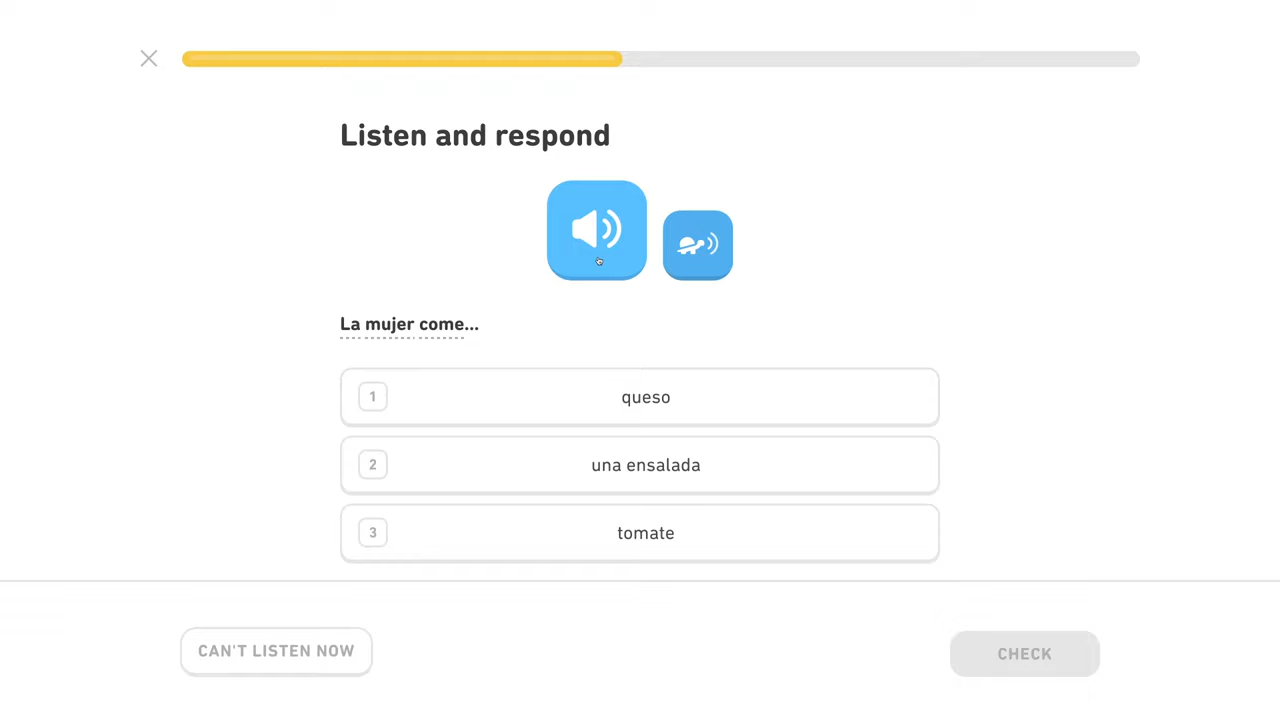 Listen and respond
La mujer come...
1 queso
2 una ensalada
3 tomate
CAN'T LISTEN NOW
CHECK